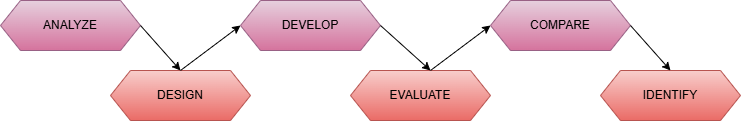 ANALYZE
DESIGN
DEVELOP
EVALUATE
COMPARE
IDENTIFY